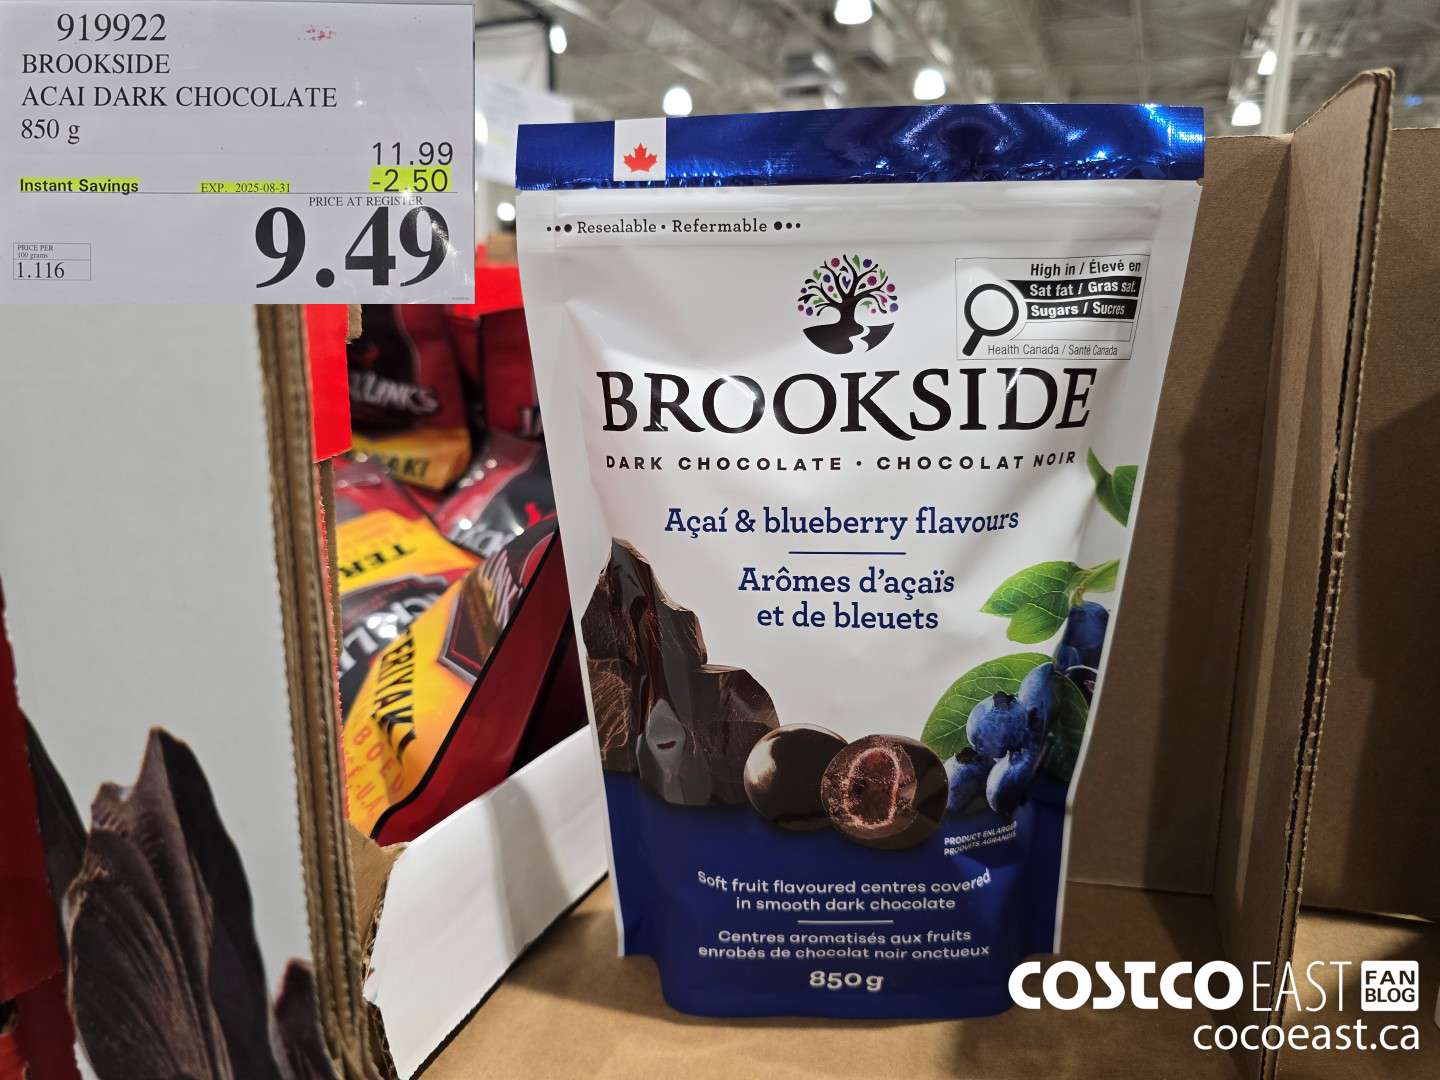 919922
BROOKSIDE
ACAI DARK CHOCOLATE
850 g
11.99
Instant Savings EXP. 2025-08-31 -2.50
PRICE AT REGISTER
9.49
PRICE PER
100 grams
1.116
Resealable • Refermable
High in / Élevé en
Sat fat / Gras sat.
Sugars / Sucres
Health Canada / Santé Canada
BROOKSIDE
DARK CHOCOLATE • CHOCOLAT NOIR
Açaí & blueberry flavours
Arômes d'açaïs
et de bleuets
PRODUCT ENLARGED
PRODUITS AGRANDIS
Soft fruit flavoured centres covered
in smooth dark chocolate
Centres aromatisés aux fruits
enrobés de chocolat noir onctueux
850 g
COSTCO EAST FAN BLOG
cocoeast.ca